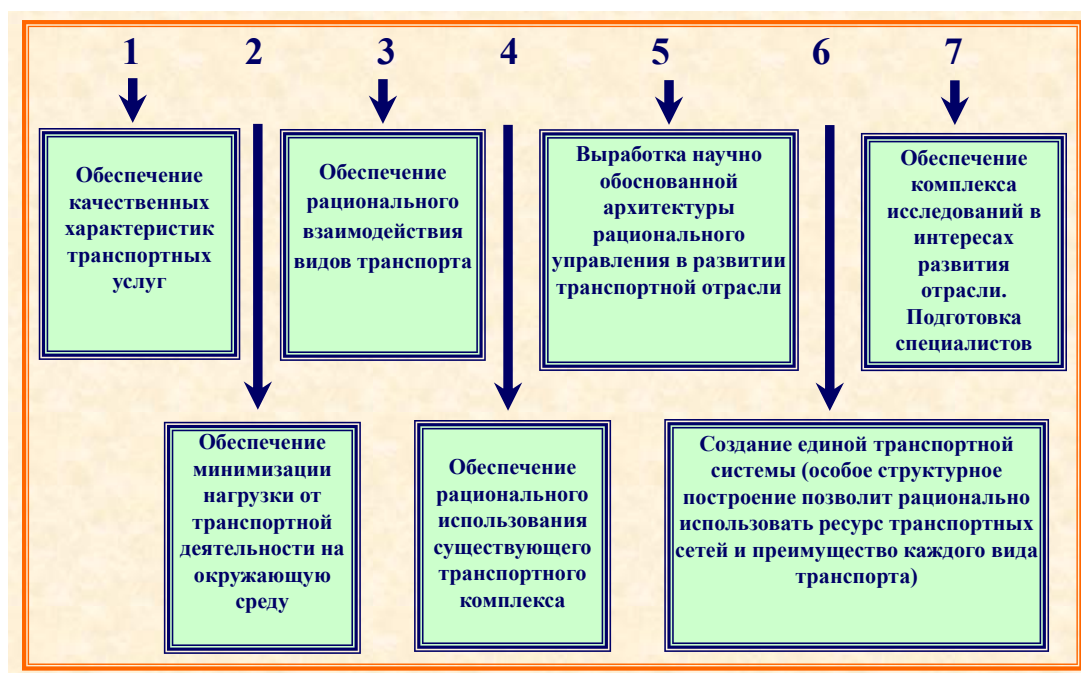 1 2 3 4 5 6 7
Обеспечение
качественных
характеристик
транспортных
услуг
Обеспечение
рационального
взаимодействия
видов транспорта
Выработка научно
обоснованной
архитектуры
рационального
управления в развитии
транспортной отрасли
Обеспечение
комплекса
исследований в
интересах
развития
отрасли.
Подготовка
специалистов
Обеспечение
минимизации
нагрузки от
транспортной
деятельности на
окружающую
среду
Обеспечение
рационального
использования
существующего
транспортного
комплекса
Создание единой транспортной
системы (особое структурное
построение позволит рационально
использовать ресурс транспортных
сетей и преимущество каждого вида
транспорта)